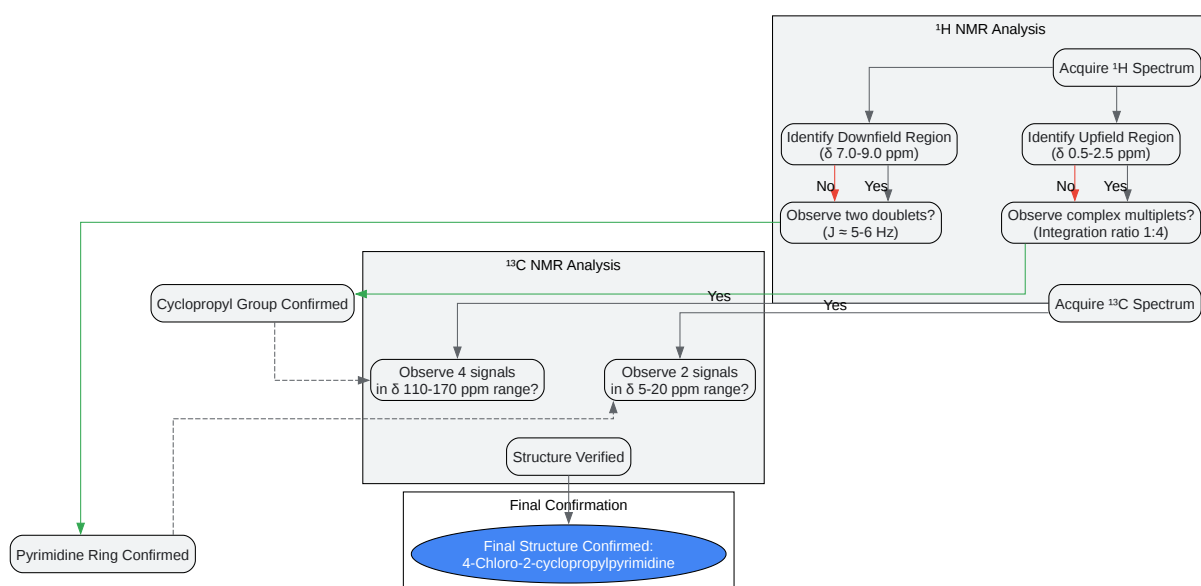 ¹H NMR Analysis
Acquire ¹H Spectrum
Identify Downfield Region
(δ 7.0-9.0 ppm)
Identify Upfield Region
(δ 0.5-2.5 ppm)
No
Yes
No
Yes
Observe two doublets?
(J ≈ 5-6 Hz)
Observe complex multiplets?
(Integration ratio 1:4)
¹³C NMR Analysis
Cyclopropyl Group Confirmed
Yes
Yes
Acquire ¹³C Spectrum
Observe 4 signals
in δ 110-170 ppm range?
Observe 2 signals
in δ 5-20 ppm range?
Structure Verified
Final Confirmation
Pyrimidine Ring Confirmed
Final Structure Confirmed:
4-Chloro-2-cyclopropylpyrimidine